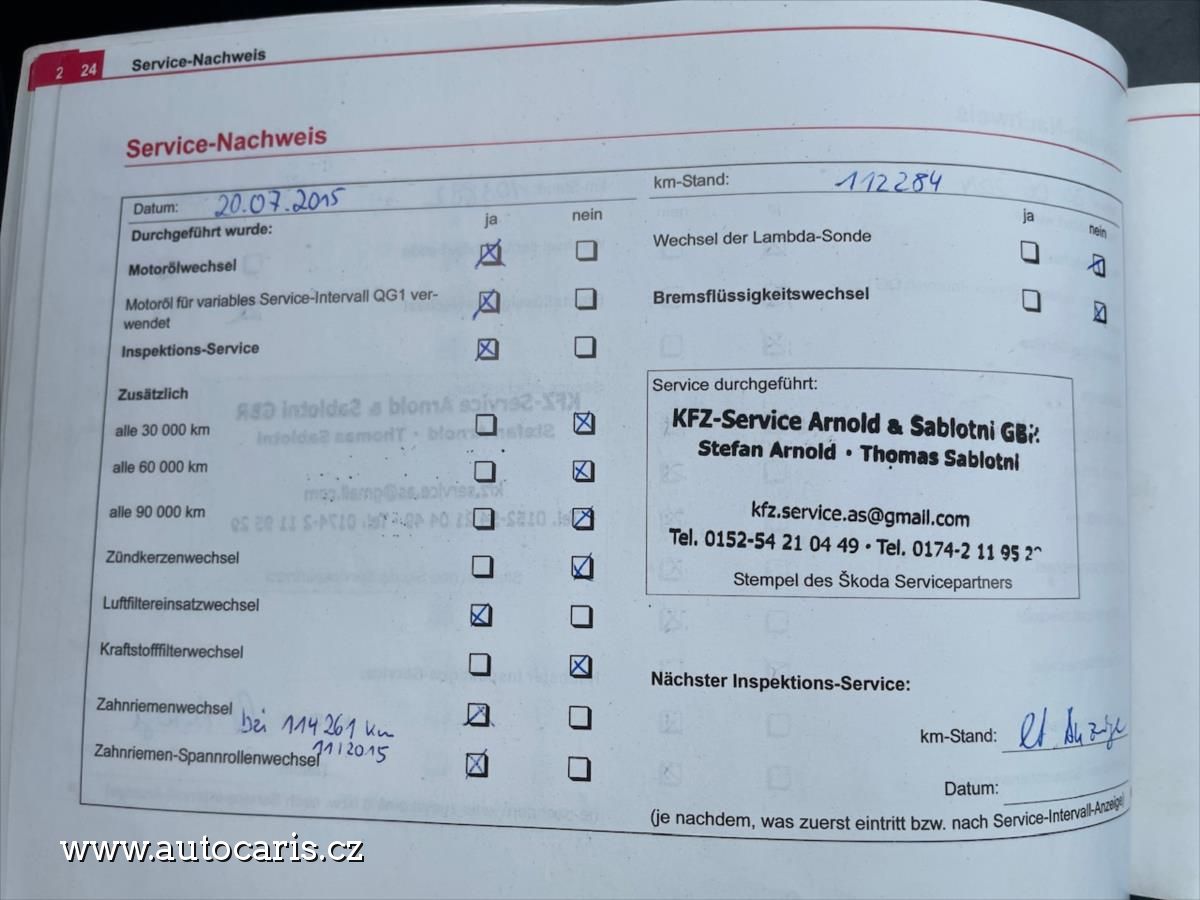 2 24 Service-Nachweis
Service-Nachweis
Datum: 20.07.2015
km-Stand: 112284
Durchgeführt wurde:
ja nein
ja nein
Motorölwechsel
Wechsel der Lambda-Sonde
Motoröl für variables Service-Intervall QG1 ver-
wendet
Bremsflüssigkeitswechsel
Inspektions-Service
Zusätzlich
alle 30 000 km
alle 60 000 km
alle 90 000 km
Zündkerzenwechsel
Luftfiltereinsatzwechsel
Kraftstofffilterwechsel
Zahnriemenwechsel
bei 114261 km
11/2015
Zahnriemen-Spannrollenwechsel
Service durchgeführt:
KFZ-Service Arnold & Sablotni GBR
Stefan Arnold · Thomas Sablotni
kfz.service.as@gmail.com
Tel. 0152-54 21 04 49 · Tel. 0174-2 11 95
Stempel des Škoda Servicepartners
Nächster Inspektions-Service:
km-Stand: lt. Anzeige
Datum:
(je nachdem, was zuerst eintritt bzw. nach Service-Intervall-Anzeige)
www.autocaris.cz